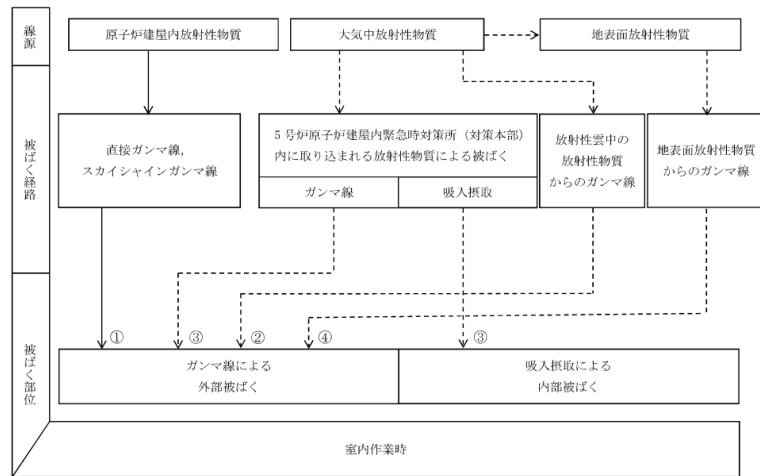 線源
原子炉建屋内放射性物質
大気中放射性物質
地表面放射性物質
被ばく経路
直接ガンマ線,
スカイシャインガンマ線
5号炉原子炉建屋内緊急時対策所（対策本部）
内に取り込まれる放射性物質による被ばく
ガンマ線
吸入摂取
放射性雲中の
放射性物質
からのガンマ線
地表面放射性物質
からのガンマ線
被ばく部位
①
③
②
④
③
ガンマ線による
外部被ばく
吸入摂取による
内部被ばく
室内作業時